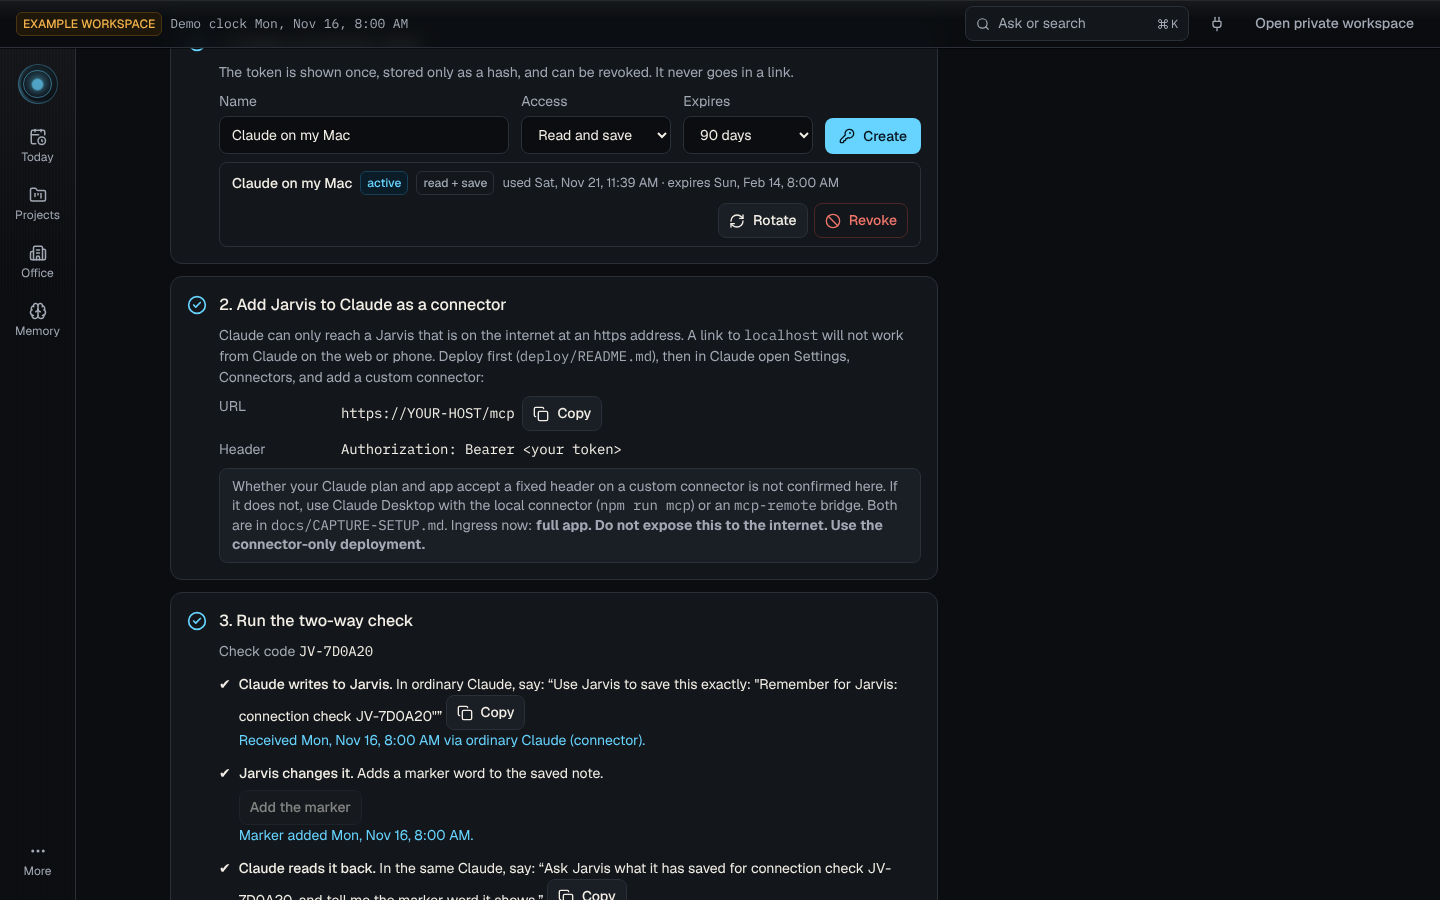 EXAMPLE WORKSPACE Demo clock Mon, Nov 16, 8:00 AM
Ask or search ⌘K
Open private workspace
Today
Projects
Office
Memory
More
The token is shown once, stored only as a hash, and can be revoked. It never goes in a link.
Name Access Expires
Claude on my Mac Read and save 90 days Create
Claude on my Mac active read + save used Sat, Nov 21, 11:39 AM · expires Sun, Feb 14, 8:00 AM
Rotate Revoke
2. Add Jarvis to Claude as a connector
Claude can only reach a Jarvis that is on the internet at an https address. A link to localhost will not work
from Claude on the web or phone. Deploy first (deploy/README.md), then in Claude open Settings,
Connectors, and add a custom connector:
URL https://YOUR-HOST/mcp Copy
Header Authorization: Bearer <your token>
Whether your Claude plan and app accept a fixed header on a custom connector is not confirmed here. If
it does not, use Claude Desktop with the local connector (npm run mcp) or an mcp-remote bridge. Both
are in docs/CAPTURE-SETUP.md. Ingress now: full app. Do not expose this to the internet. Use the
connector-only deployment.
3. Run the two-way check
Check code JV-7D0A20
✔ Claude writes to Jarvis. In ordinary Claude, say: “Use Jarvis to save this exactly: "Remember for Jarvis:
connection check JV-7D0A20"” Copy
Received Mon, Nov 16, 8:00 AM via ordinary Claude (connector).
✔ Jarvis changes it. Adds a marker word to the saved note.
Add the marker
Marker added Mon, Nov 16, 8:00 AM.
✔ Claude reads it back. In the same Claude, say: “Ask Jarvis what it has saved for connection check JV-
7D0A20, and tell me the marker word it shows.” Copy